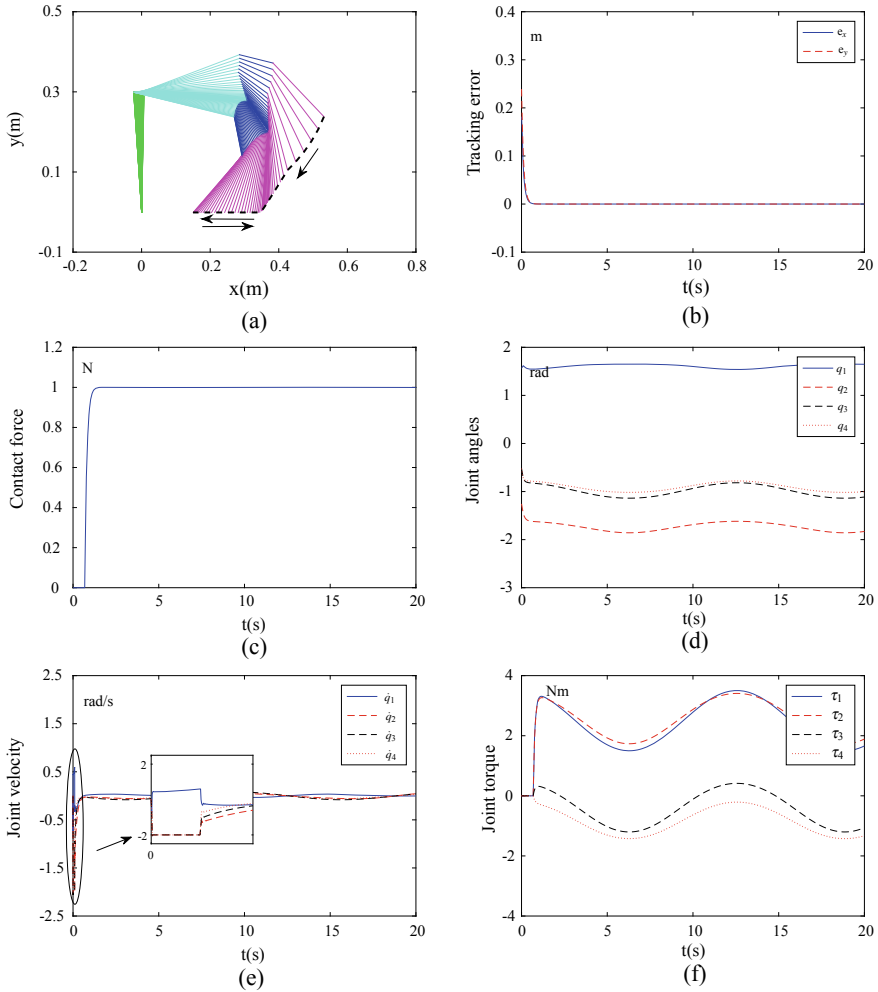 0.5
0.3
0.1
-0.1
y(m)
-0.2
0
0.2
0.4
0.6
0.8
x(m)
(a)
0.4
0.3
0.2
0.1
0
-0.1
Tracking error
m
e_x
e_y
0
5
10
15
20
t(s)
(b)
1.2
1
0.8
0.6
0.4
0.2
0
Contact force
N
0
5
10
15
20
t(s)
(c)
2
1
0
-1
-2
-3
Joint angles
rad
q_1
q_2
q_3
q_4
0
5
10
15
20
t(s)
(d)
2.5
1.5
0.5
-0.5
-1.5
-2.5
Joint velocity
rad/s
q̇_1
q̇_2
q̇_3
q̇_4
2
0
-2
0
0
5
10
15
20
t(s)
(e)
4
2
0
-2
-4
Joint torque
Nm
τ_1
τ_2
τ_3
τ_4
0
5
10
15
20
t(s)
(f)